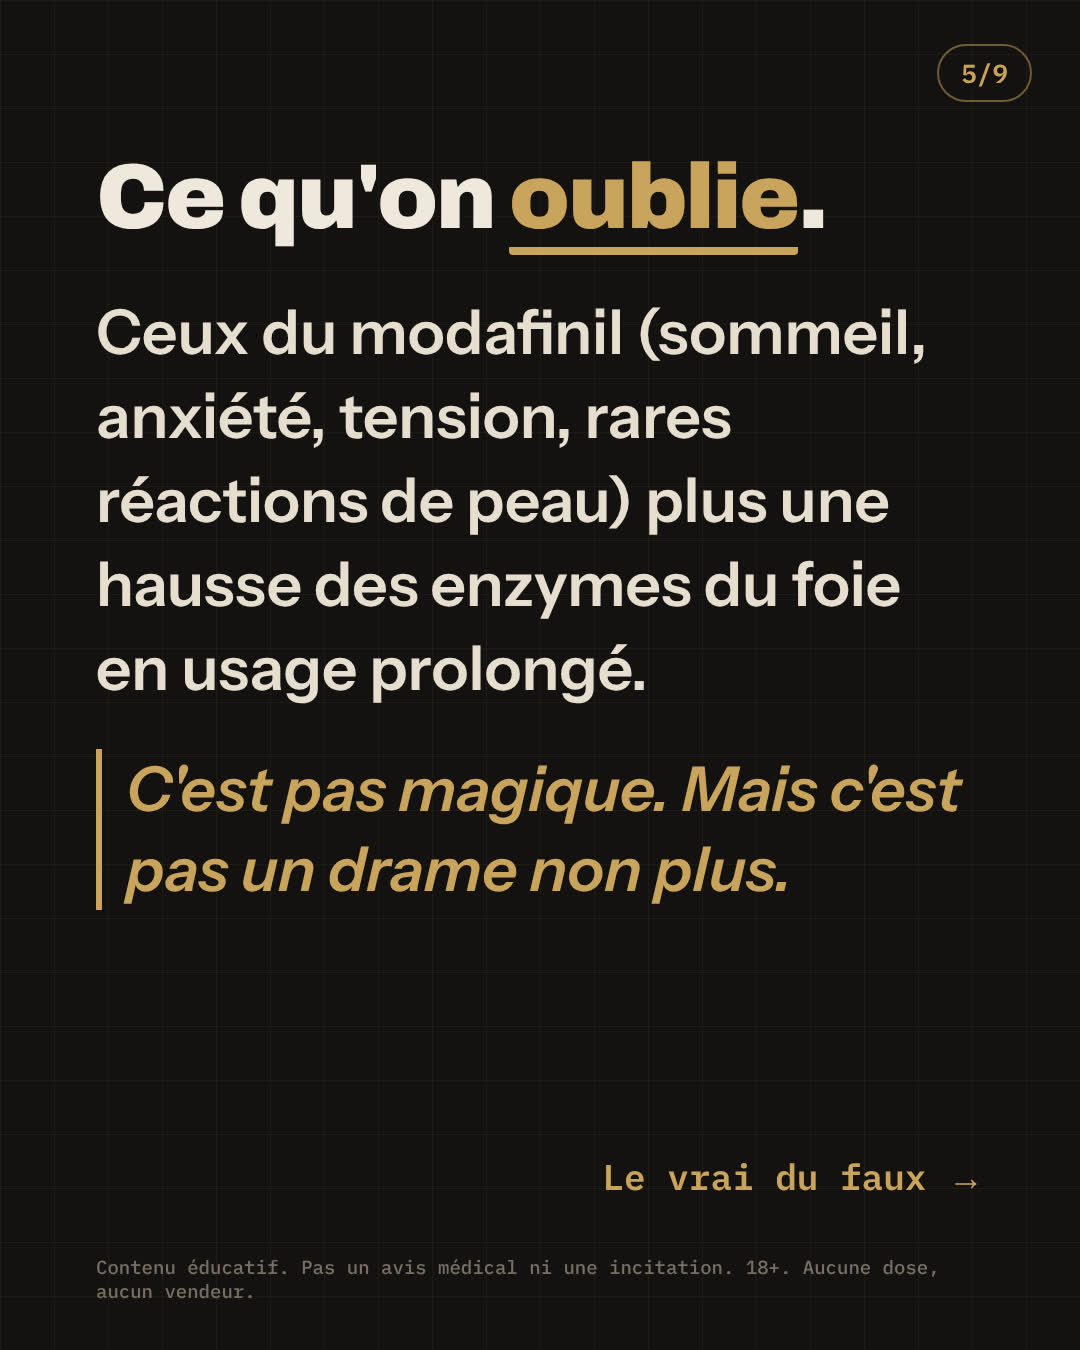 5/9
Ce qu'on oublie.
Ceux du modafinil (sommeil,
anxiété, tension, rares
réactions de peau) plus une
hausse des enzymes du foie
en usage prolongé.
C'est pas magique. Mais c'est
pas un drame non plus.
Le vrai du faux →
Contenu éducatif. Pas un avis médical ni une incitation. 18+. Aucune dose,
aucun vendeur.